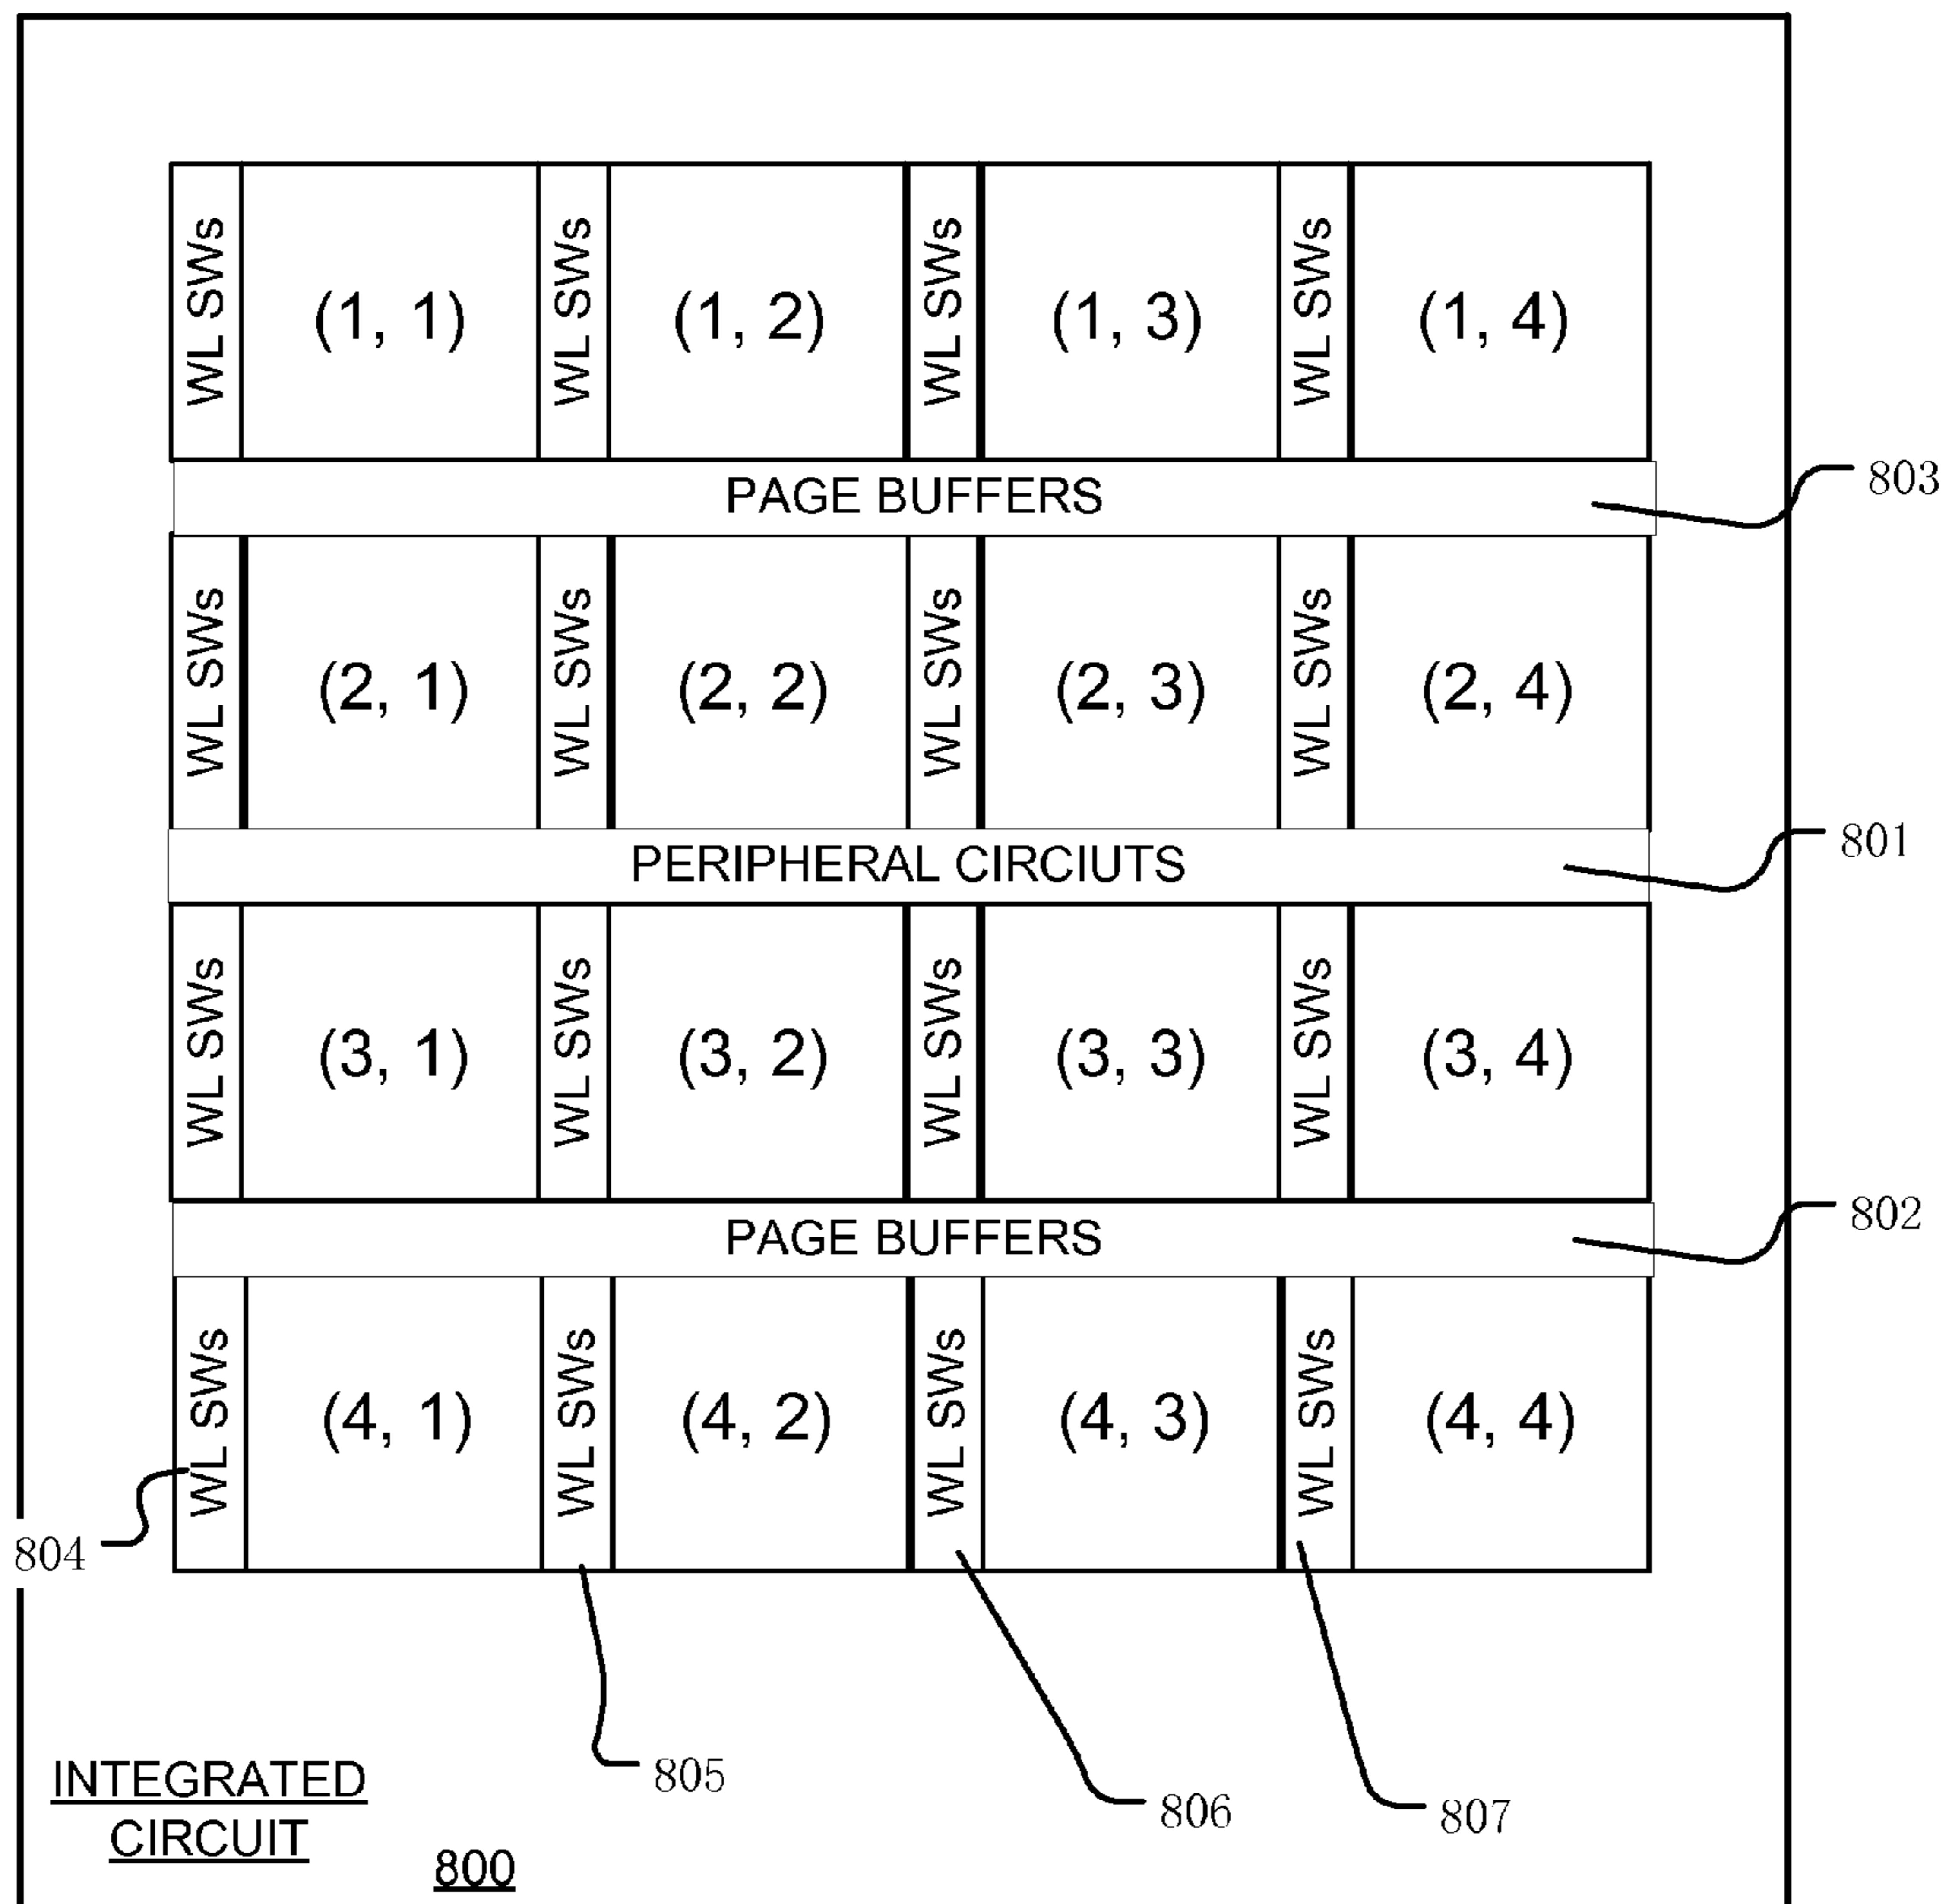 WL SWs (1, 1) WL SWs (1, 2) WL SWs (1, 3) WL SWs (1, 4)
PAGE BUFFERS
803
WL SWs (2, 1) WL SWs (2, 2) WL SWs (2, 3) WL SWs (2, 4)
PERIPHERAL CIRCIUTS
801
WL SWs (3, 1) WL SWs (3, 2) WL SWs (3, 3) WL SWs (3, 4)
PAGE BUFFERS
802
WL SWs (4, 1) WL SWs (4, 2) WL SWs (4, 3) WL SWs (4, 4)
804
805
806
807
INTEGRATED
CIRCUIT
800